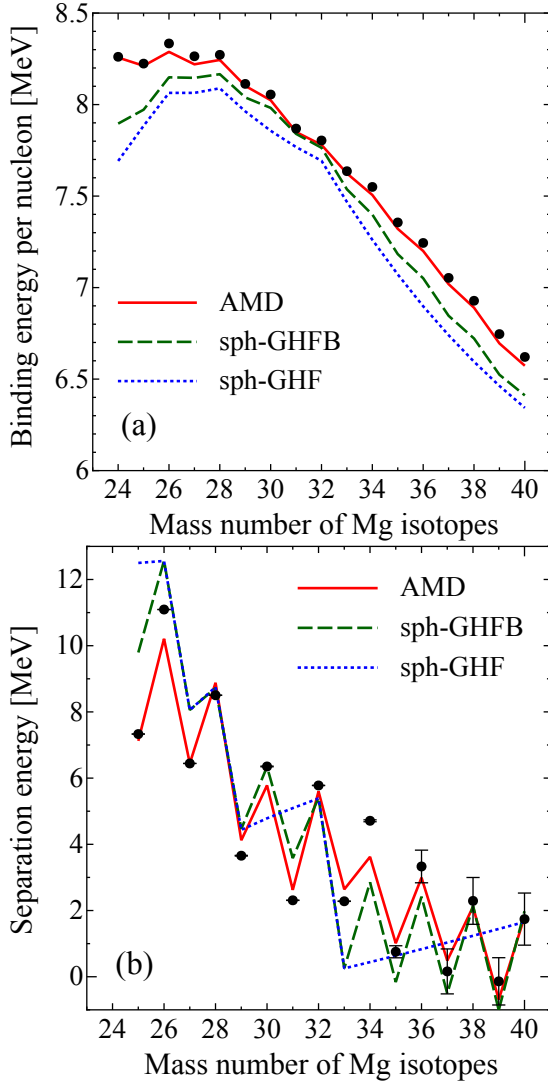 8.5
8
7.5
7
6.5
6
Binding energy per nucleon [MeV]
AMD
sph-GHFB
sph-GHF
(a)
24 26 28 30 32 34 36 38 40
Mass number of Mg isotopes
12
10
8
6
4
2
0
Separation energy [MeV]
AMD
sph-GHFB
sph-GHF
(b)
24 26 28 30 32 34 36 38 40
Mass number of Mg isotopes